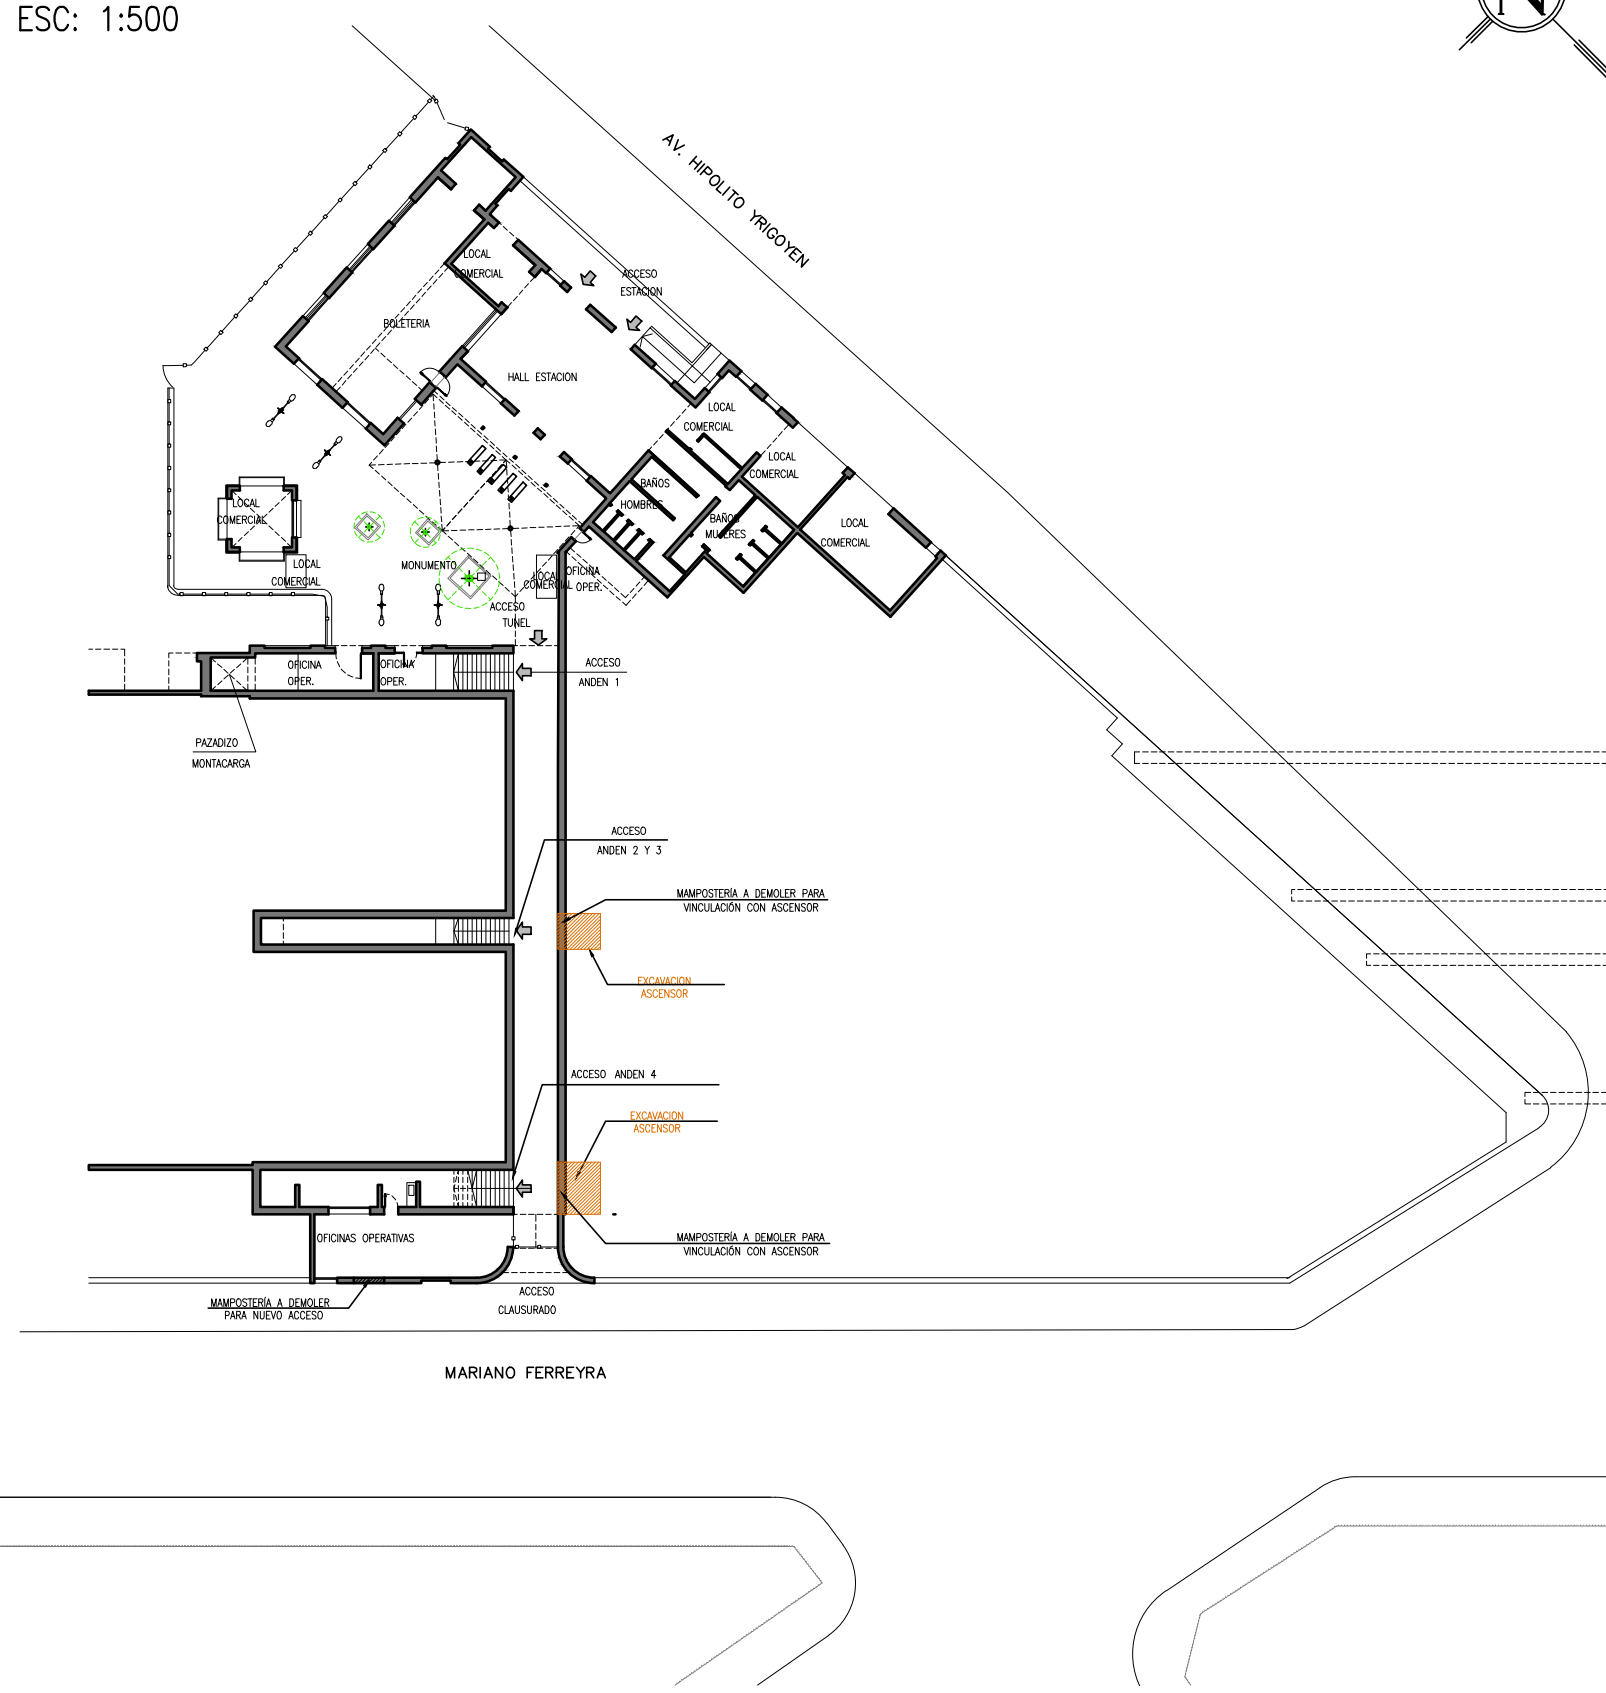 ESC: 1:500
N
AV. HIPOLITO YRIGOYEN
LOCAL
COMERCIAL
ACCESO
ESTACION
BOLETERIA
HALL ESTACION
LOCAL
COMERCIAL
LOCAL
COMERCIAL
BAÑOS
HOMBRES
BAÑOS
MUJERES
LOCAL
COMERCIAL
LOCAL
COMERCIAL
LOCAL
COMERCIAL
MONUMENTO
LOCAL
COMERCIAL
OFICINA
OPER.
ACCESO
TUNEL
OFICINA
OPER.
OFICINA
OPER.
ACCESO
ANDEN 1
PAZADIZO
MONTACARGA
ACCESO
ANDEN 2 Y 3
MAMPOSTERÍA A DEMOLER PARA
VINCULACIÓN CON ASCENSOR
EXCAVACION
ASCENSOR
ACCESO ANDEN 4
EXCAVACION
ASCENSOR
MAMPOSTERÍA A DEMOLER PARA
VINCULACIÓN CON ASCENSOR
OFICINAS OPERATIVAS
MAMPOSTERÍA A DEMOLER
PARA NUEVO ACCESO
ACCESO
CLAUSURADO
MARIANO FERREYRA